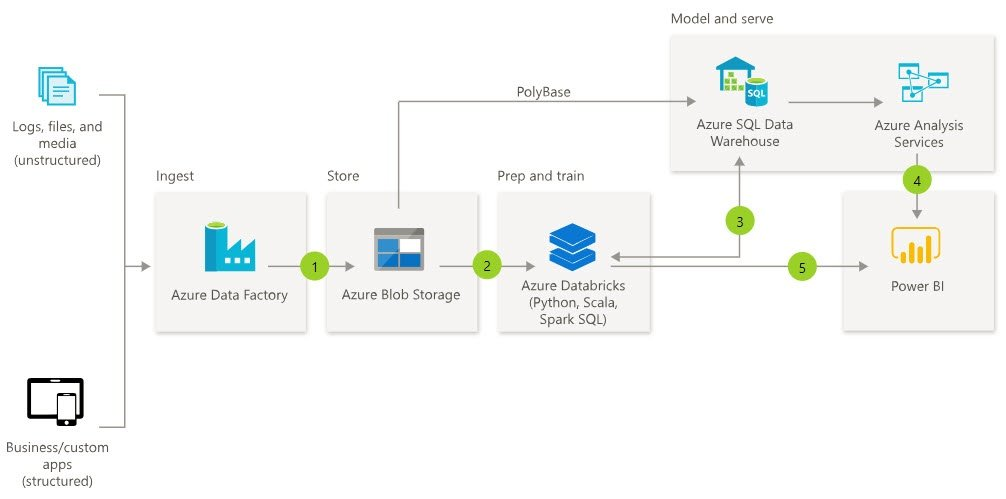 Model and serve
Logs, files, and
media
(unstructured)
PolyBase
SQL
Azure SQL Data
Warehouse
Azure Analysis
Services
Ingest
Store
Prep and train
3
4
1
2
5
Azure Data Factory
Azure Blob Storage
Azure Databricks
(Python, Scala,
Spark SQL)
Power BI
Business/custom
apps
(structured)